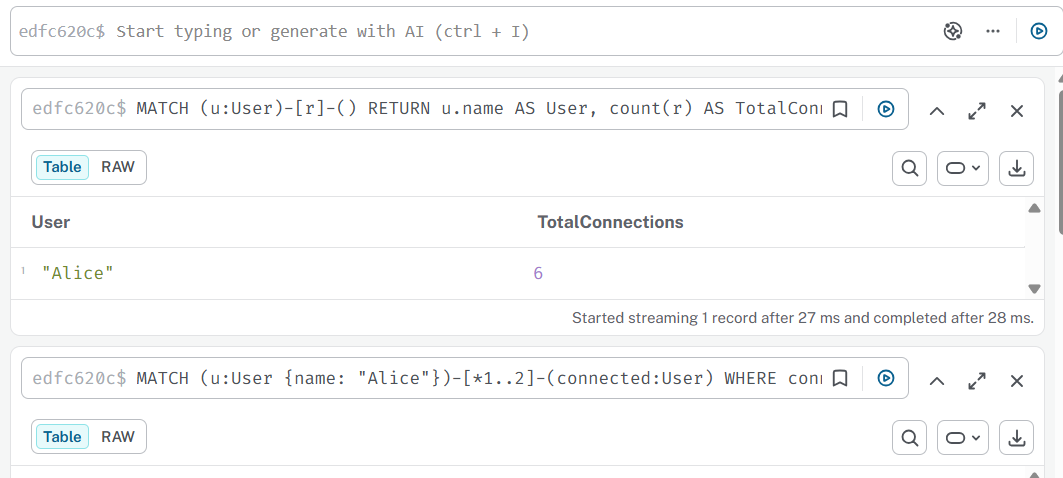 edfc620c$ Start typing or generate with AI (ctrl + I)
edfc620c$ MATCH (u:User)-[r]-() RETURN u.name AS User, count(r) AS TotalConn
Table RAW
User TotalConnections
1 "Alice" 6
Started streaming 1 record after 27 ms and completed after 28 ms.
edfc620c$ MATCH (u:User {name: "Alice"})-[*1..2]-(connected:User) WHERE conn
Table RAW